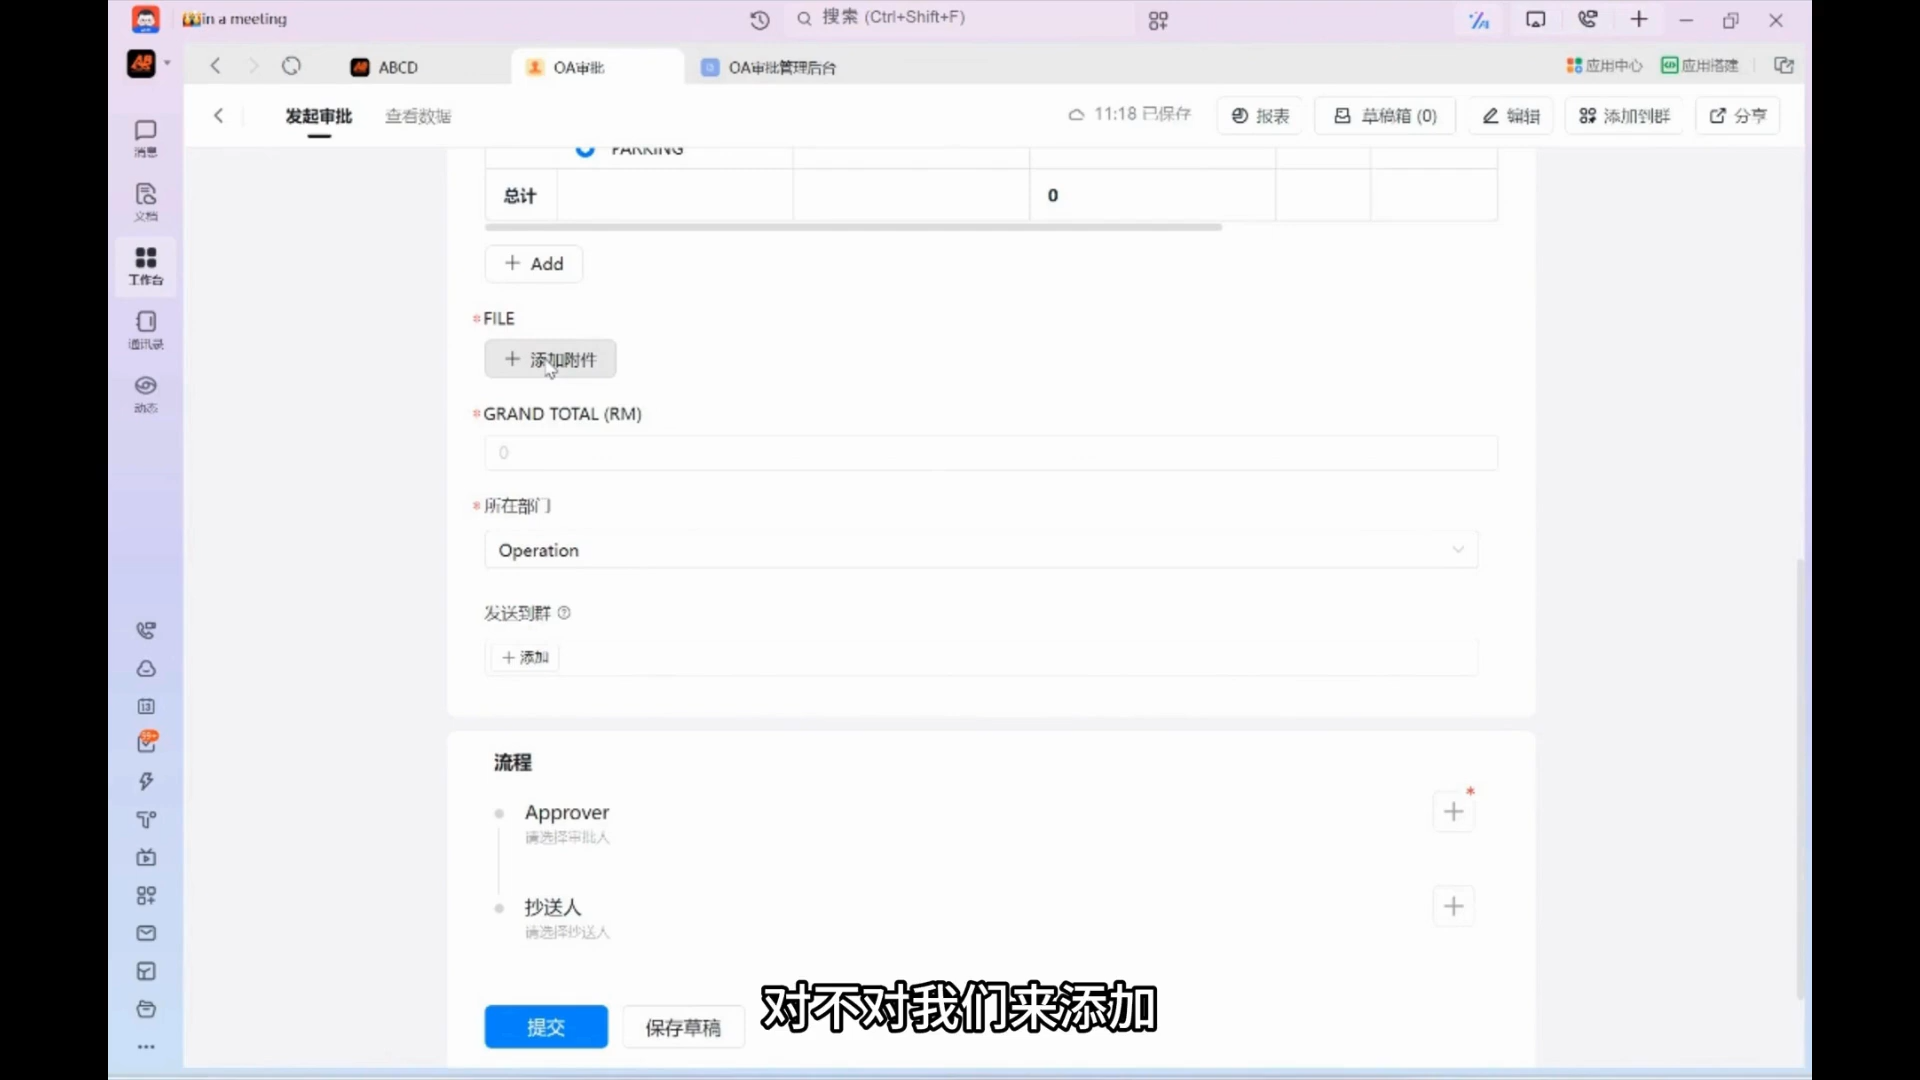 in a meeting
搜索 (Ctrl+Shift+F)
ABCD
OA审批
OA审批管理后台
应用中心
应用搭建
发起审批
查看数据
11:18 已保存
报表
草稿箱 (0)
编辑
添加到群
分享
消息
文档
工作台
通讯录
动态
13
99+
PARKING
总计
0
+ Add
*FILE
+ 添加附件
*GRAND TOTAL (RM)
0
*所在部门
Operation
发送到群
+ 添加
流程
Approver
请选择审批人
*
抄送人
请选择抄送人
提交
保存草稿
对不对我们来添加